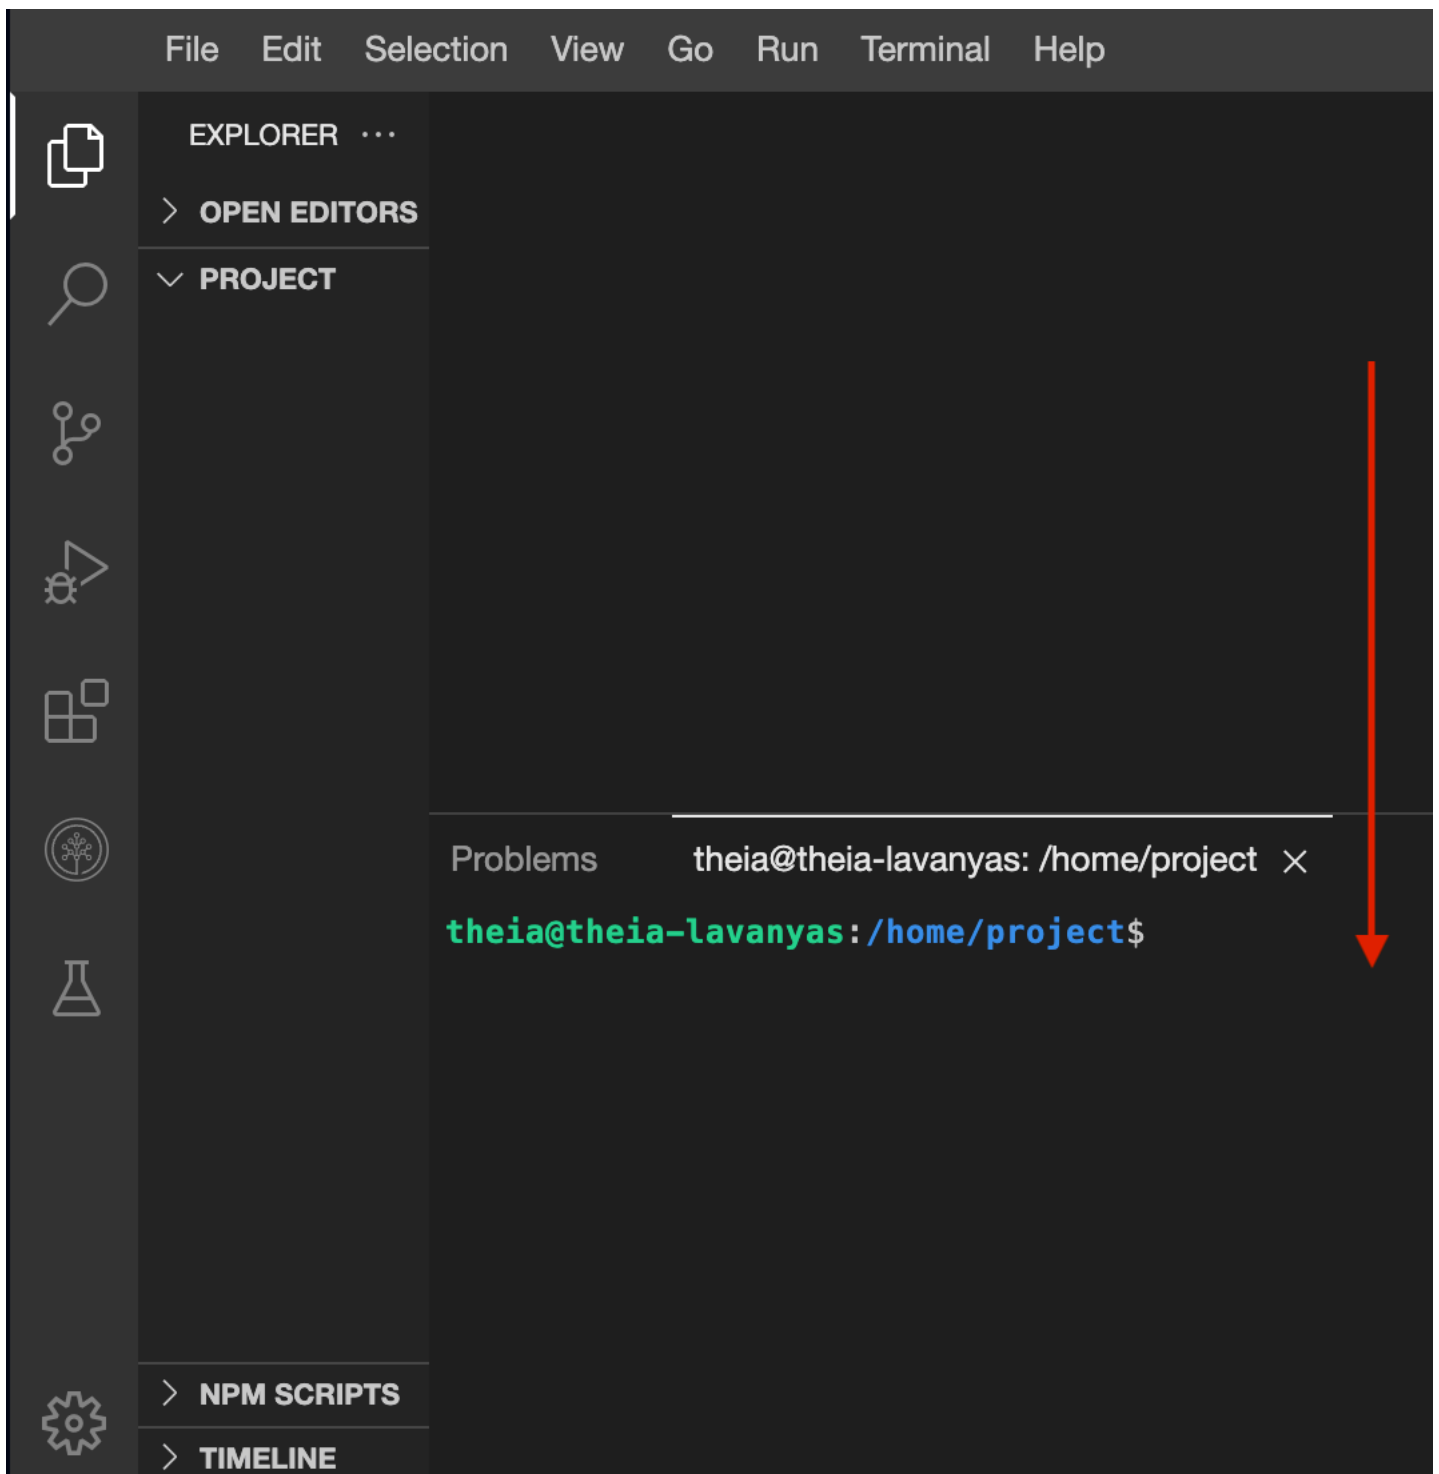 File Edit Selection View Go Run Terminal Help
EXPLORER ...
OPEN EDITORS
PROJECT
Problems theia@theia-lavanyas: /home/project
theia@theia-lavanyas:/home/project$
NPM SCRIPTS
TIMELINE